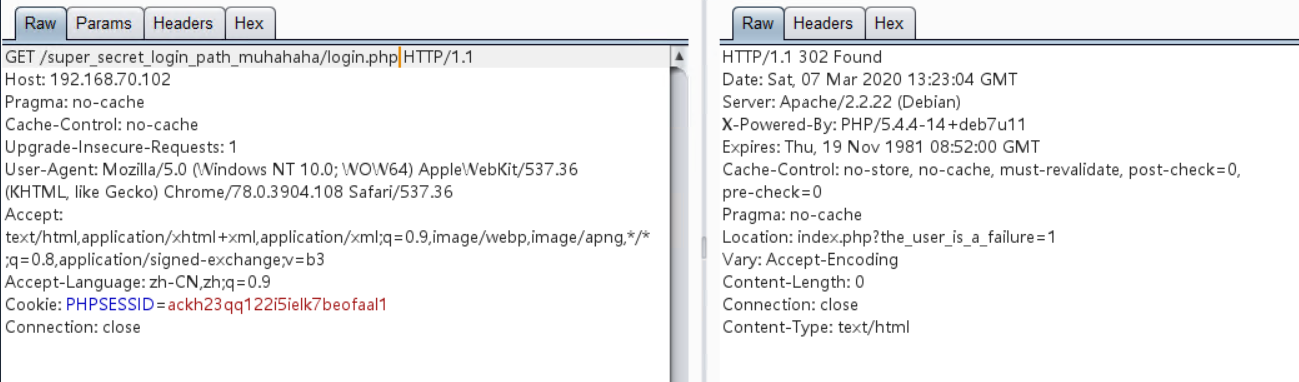 Raw Params Headers Hex
GET /super_secret_login_path_muhahaha/login.php HTTP/1.1
Host: 192.168.70.102
Pragma: no-cache
Cache-Control: no-cache
Upgrade-Insecure-Requests: 1
User-Agent: Mozilla/5.0 (Windows NT 10.0; WOW64) AppleWebKit/537.36
(KHTML, like Gecko) Chrome/78.0.3904.108 Safari/537.36
Accept:
text/html,application/xhtml+xml,application/xml;q=0.9,image/webp,image/apng,*/*
;q=0.8,application/signed-exchange;v=b3
Accept-Language: zh-CN,zh;q=0.9
Cookie: PHPSESSID=ackh23qq122i5ielk7beofaal1
Connection: close
Raw Headers Hex
HTTP/1.1 302 Found
Date: Sat, 07 Mar 2020 13:23:04 GMT
Server: Apache/2.2.22 (Debian)
X-Powered-By: PHP/5.4.4-14+deb7u11
Expires: Thu, 19 Nov 1981 08:52:00 GMT
Cache-Control: no-store, no-cache, must-revalidate, post-check=0,
pre-check=0
Pragma: no-cache
Location: index.php?the_user_is_a_failure=1
Vary: Accept-Encoding
Content-Length: 0
Connection: close
Content-Type: text/html